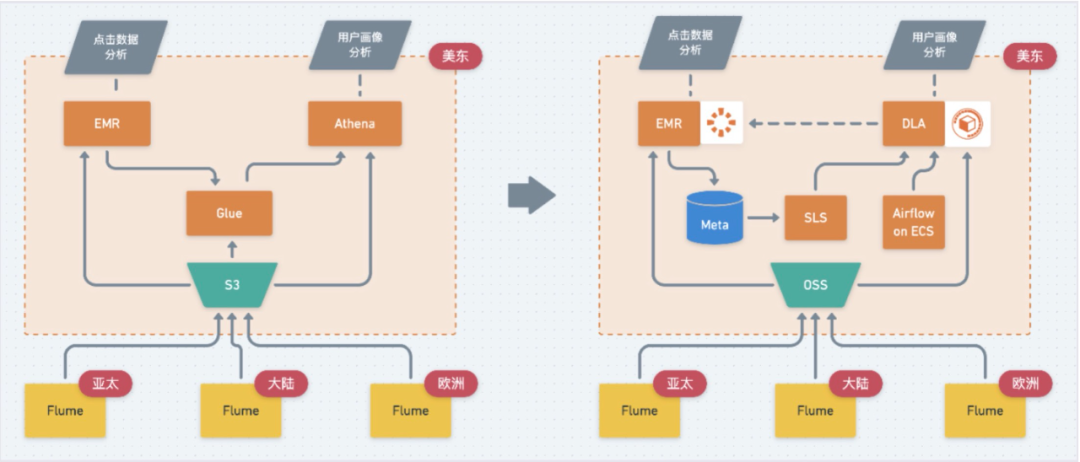 点击数据
分析
用户画像
分析
美东
EMR
Athena
Glue
S3
亚太
大陆
欧洲
Flume
Flume
Flume
点击数据
分析
用户画像
分析
美东
EMR
DLA
Meta
SLS
Airflow
on ECS
OSS
亚太
大陆
欧洲
Flume
Flume
Flume